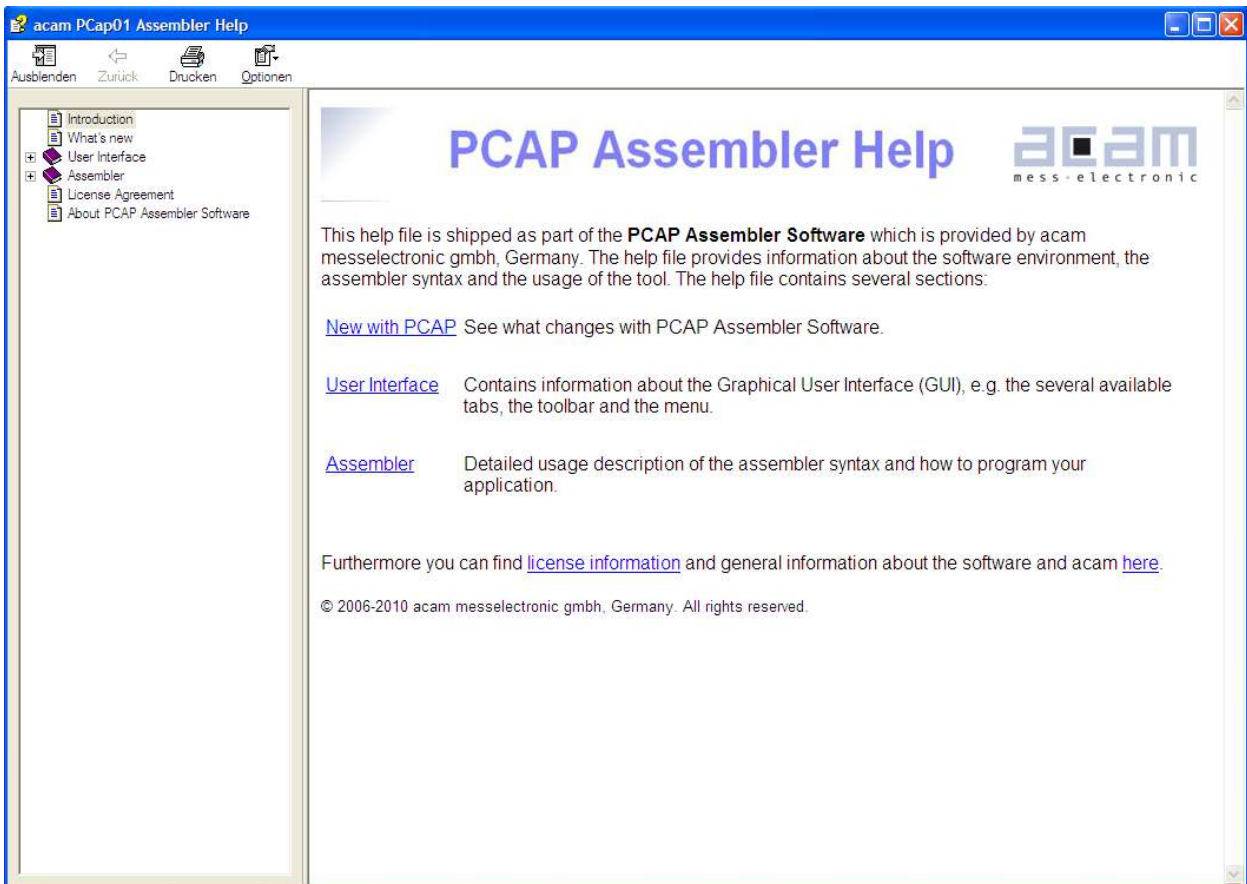 acam PCap01 Assembler Help
Ausblenden Zurück Drucken Optionen
Introduction
What's new
User Interface
Assembler
License Agreement
About PCAP Assembler Software
PCAP Assembler Help
acam
mess-electronic
This help file is shipped as part of the PCAP Assembler Software which is provided by acam
messelectronic gmbh, Germany. The help file provides information about the software environment, the
assembler syntax and the usage of the tool. The help file contains several sections:
New with PCAP See what changes with PCAP Assembler Software.
User Interface Contains information about the Graphical User Interface (GUI), e.g. the several available
tabs, the toolbar and the menu.
Assembler Detailed usage description of the assembler syntax and how to program your
application.
Furthermore you can find license information and general information about the software and acam here.
© 2006-2010 acam messelectronic gmbh, Germany. All rights reserved.